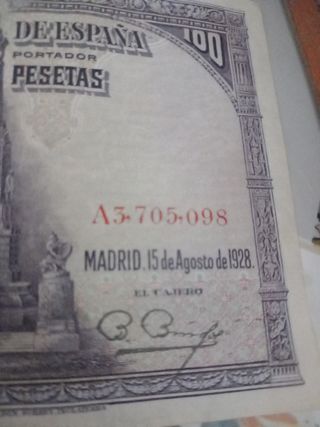 DE ESPAÑA
100
PORTADOR
PESETAS
A3,705,098
MADRID, 15 de Agosto de 1928.
EL CAJERO